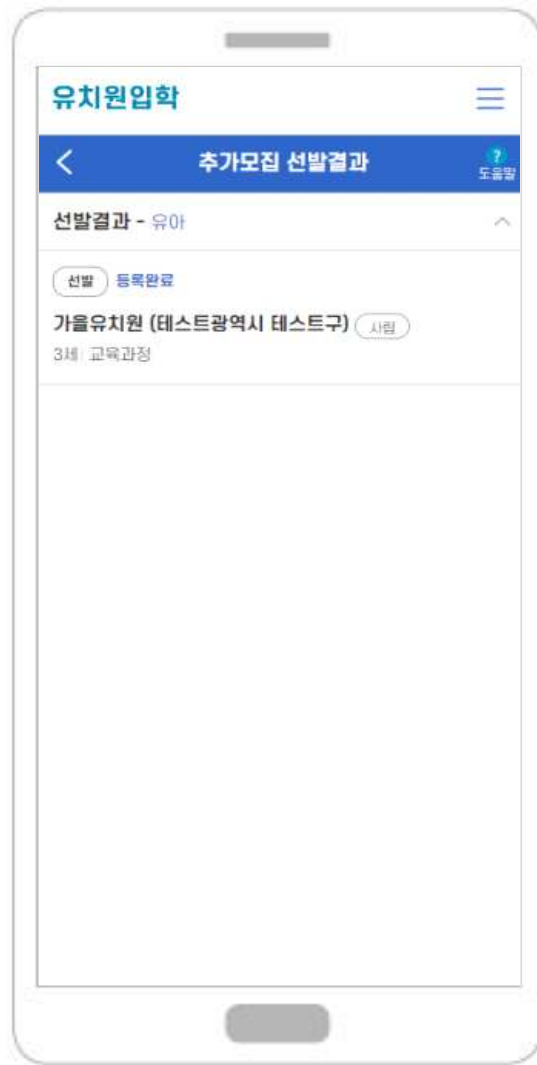 유치원입학
추가모집 선발결과
?
도움말
선발결과 - 유아
선발 등록완료
가을유치원 (테스트광역시 테스트구) 사립
3세 교육과정